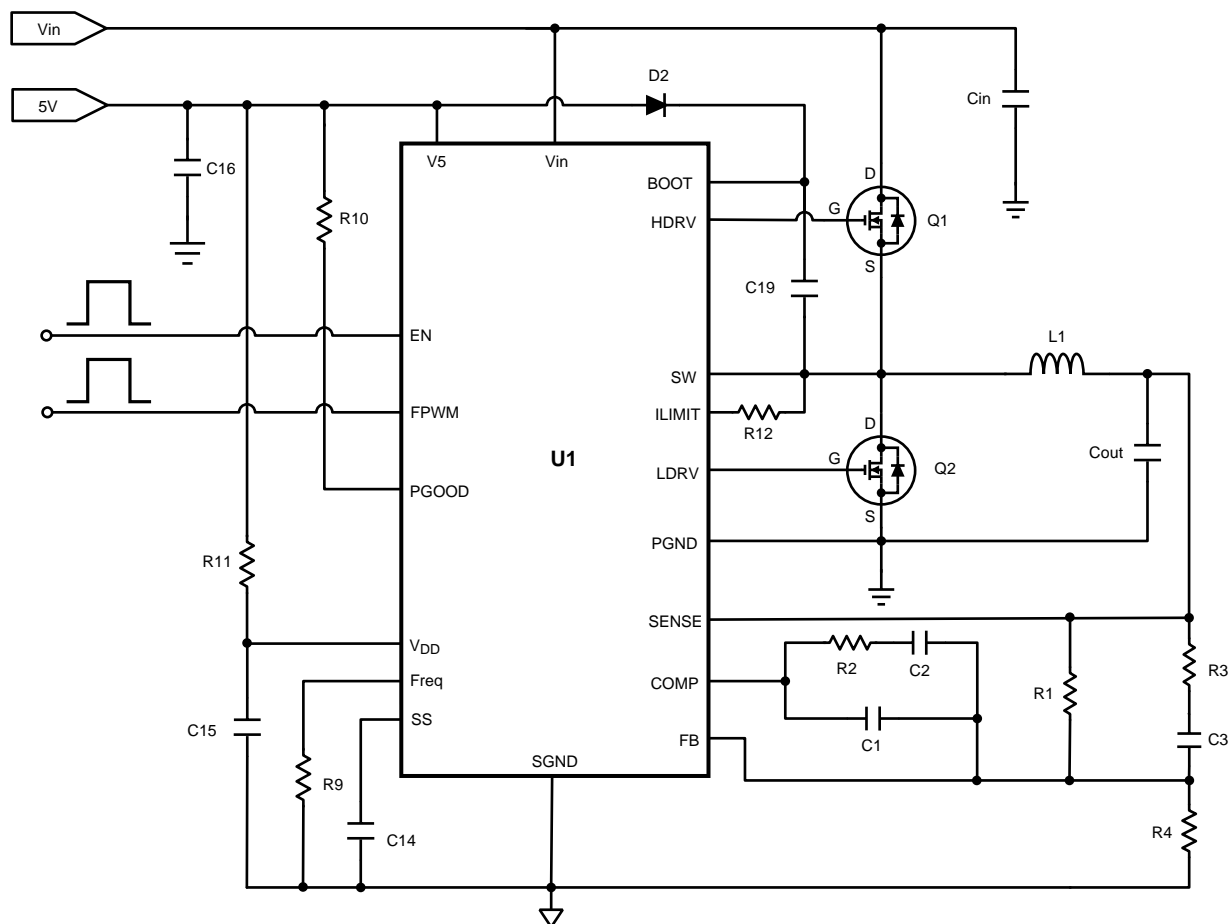 Vin
5V
D2
Cin
C16
V5
Vin
D
BOOT
R10
G
Q1
HDRV
S
C19
L1
EN
SW
FPWM
ILIMIT
R12
D
Cout
U1
G
Q2
LDRV
PGOOD
S
PGND
R11
SENSE
VDD
R2
C2
R3
Freq
COMP
R1
SS
C15
C1
FB
C3
SGND
R9
C14
R4